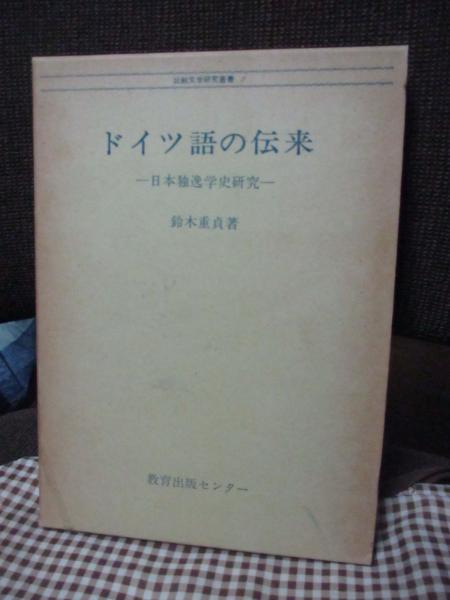 比較文学研究叢書
ドイツ語の伝来
―日本独逸学史研究―
鈴木重貞著
教育出版センター